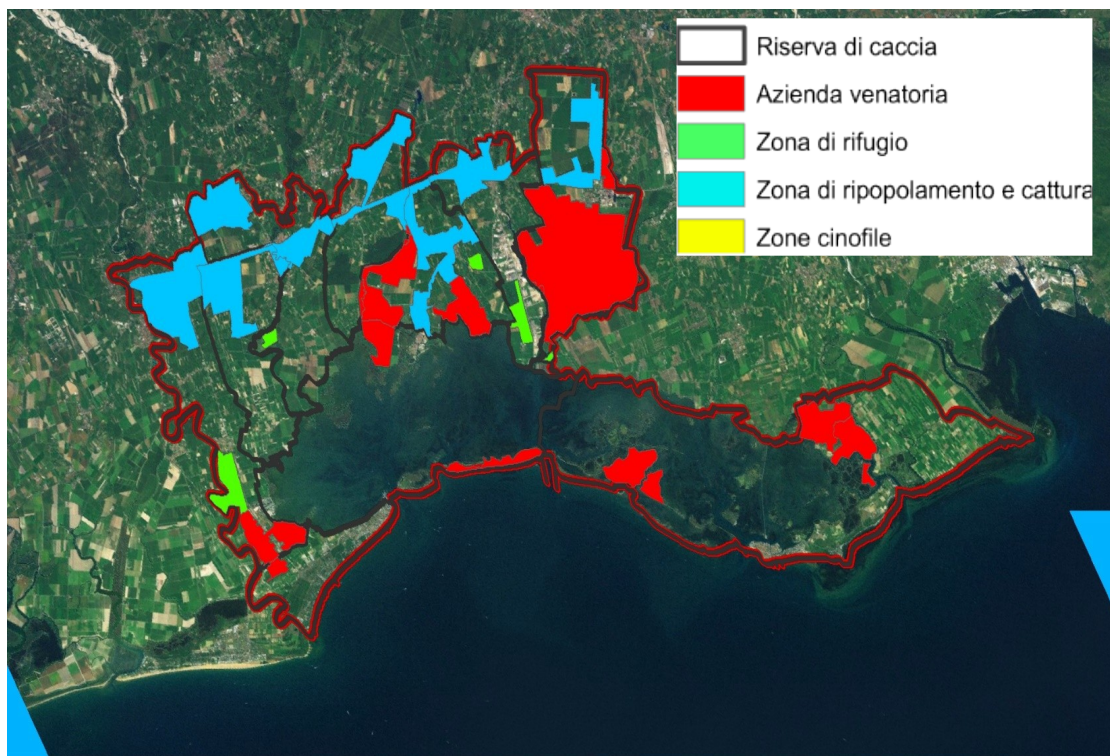 Riserva di caccia
Azienda venatoria
Zona di rifugio
Zona di ripopolamento e cattura
Zone cinofile